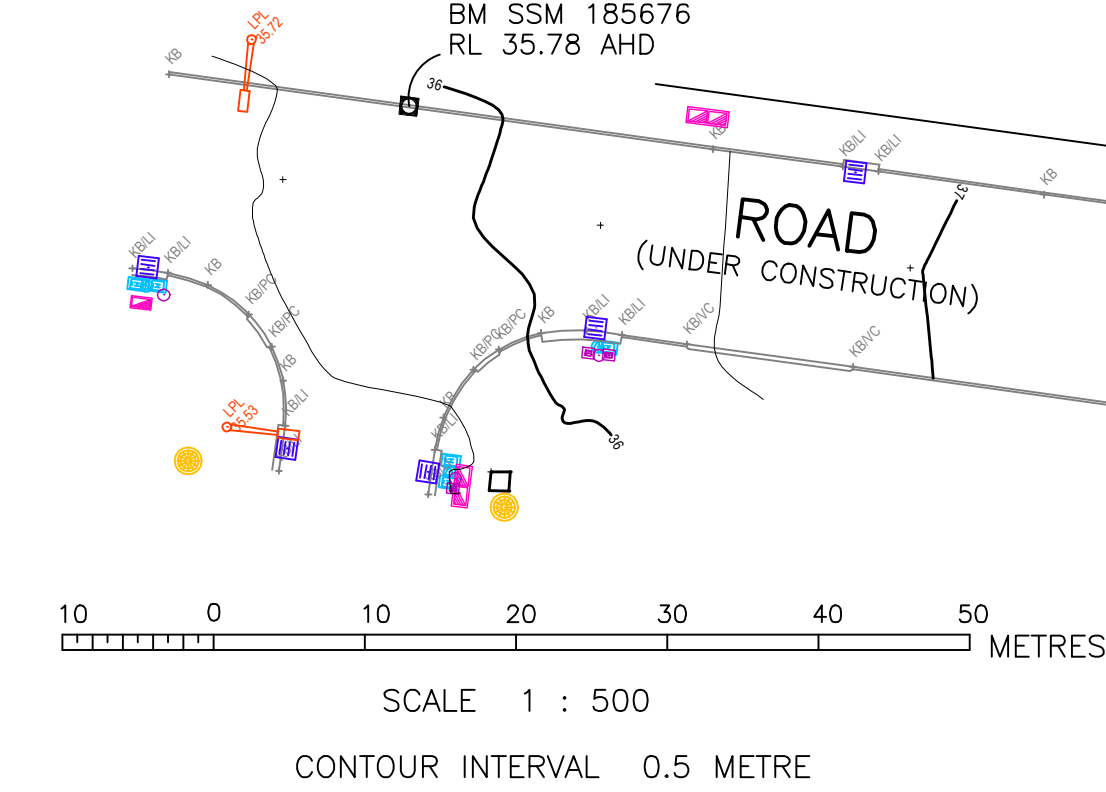 BM SSM 185676
RL 35.78 AHD
LPL
35.72
KB
36
KB
KB/LI
KB/LI
KB
37
ROAD
(UNDER CONSTRUCTION)
KB/LI
KB/LI
KB
KB/PC
KB/PC
KB
KB/LI
LPL
35.53
KB/PC
KB/PC
KB
KB/LI
KB/LI
KB/VC
KB/VC
KB
KB/LI
36
10 0 10 20 30 40 50
METRES
SCALE 1 : 500
CONTOUR INTERVAL 0.5 METRE